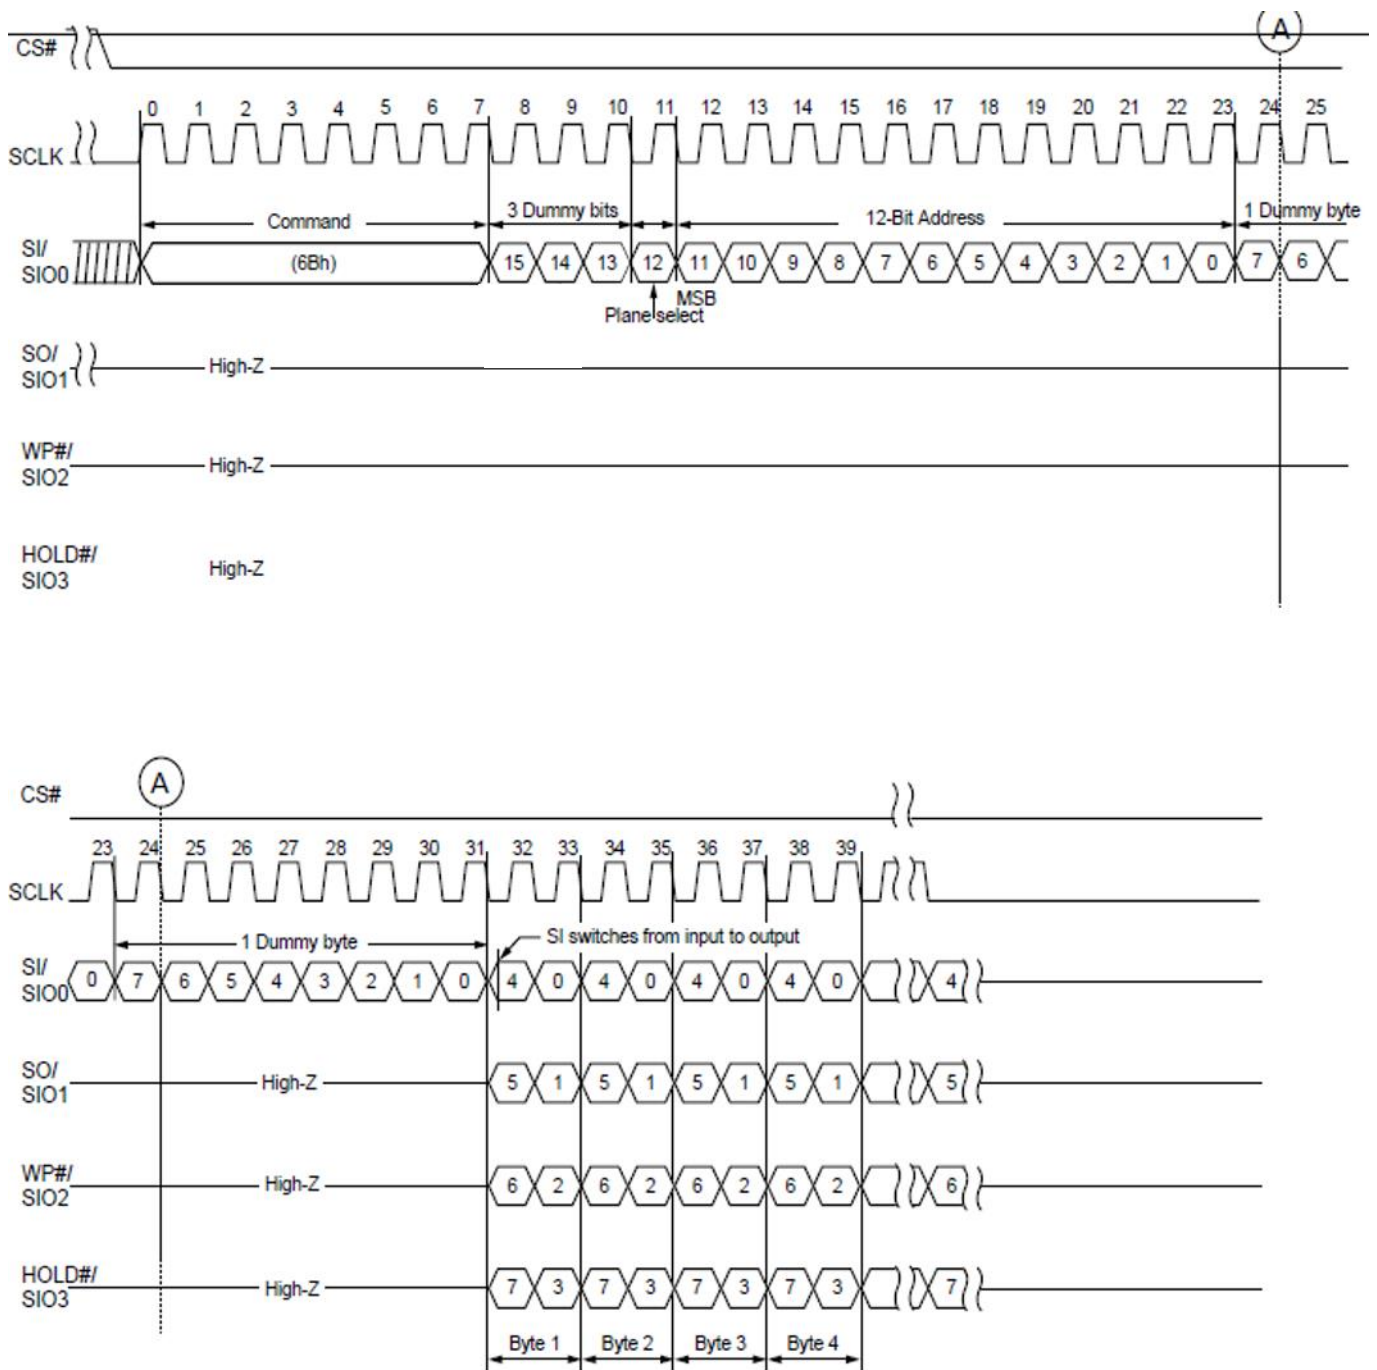 A
CS#
0 1 2 3 4 5 6 7 8 9 10 11 12 13 14 15 16 17 18 19 20 21 22 23 24 25
SCLK
Command 3 Dummy bits 12-Bit Address 1 Dummy byte
SI/
SIO0
(6Bh) 15 14 13 12 11 10 9 8 7 6 5 4 3 2 1 0 7 6
MSB
Plane select
SO/
SIO1
High-Z
WP#/
SIO2
High-Z
HOLD#/
SIO3
High-Z
A
CS#
23 24 25 26 27 28 29 30 31 32 33 34 35 36 37 38 39
SCLK
1 Dummy byte SI switches from input to output
SI/
SIO0
0 7 6 5 4 3 2 1 0 4 0 4 0 4 0 4 0 4
SO/
SIO1
High-Z 5 1 5 1 5 1 5 1 5
WP#/
SIO2
High-Z 6 2 6 2 6 2 6 2 6
HOLD#/
SIO3
High-Z 7 3 7 3 7 3 7 3 7
Byte 1 Byte 2 Byte 3 Byte 4